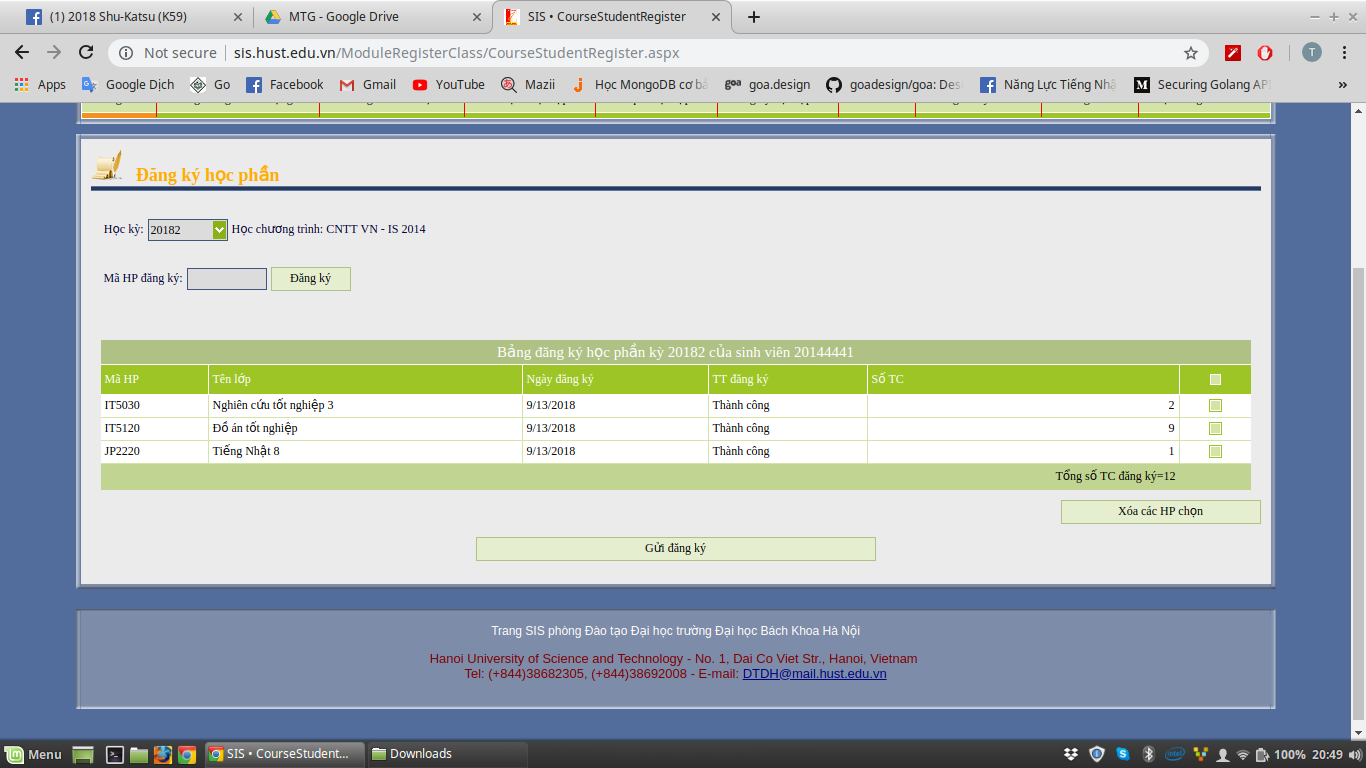 (1) 2018 Shu-Katsu (K59)
MTG - Google Drive
SIS • CourseStudentRegister
Not secure | sis.hust.edu.vn/ModuleRegisterClass/CourseStudentRegister.aspx
T
Apps Google Dịch Go Facebook Gmail YouTube Mazii Học MongoDB cơ goa goa.design goadesign/goa: Năng Lực Tiếng Securing Golang »
Đăng ký học phần
Học kỳ: 20182 Học chương trình: CNTT VN - IS 2014
Mã HP đăng ký: Đăng ký
Bảng đăng ký học phần kỳ 20182 của sinh viên 20144441
Mã HP Tên lớp Ngày đăng ký TT đăng ký Số TC
IT5030 Nghiên cứu tốt nghiệp 3 9/13/2018 Thành công 2
IT5120 Đồ án tốt nghiệp 9/13/2018 Thành công 9
JP2220 Tiếng Nhật 8 9/13/2018 Thành công 1
Tổng số TC đăng ký=12
Xóa các HP chọn
Gửi đăng ký
Trang SIS phòng Đào tạo Đại học trường Đại học Bách Khoa Hà Nội
Hanoi University of Science and Technology - No. 1, Dai Co Viet Str., Hanoi, Vietnam
Tel: (+844)38682305, (+844)38692008 - E-mail: DTDH@mail.hust.edu.vn
Menu SIS • CourseStudent... Downloads 100% 20:49